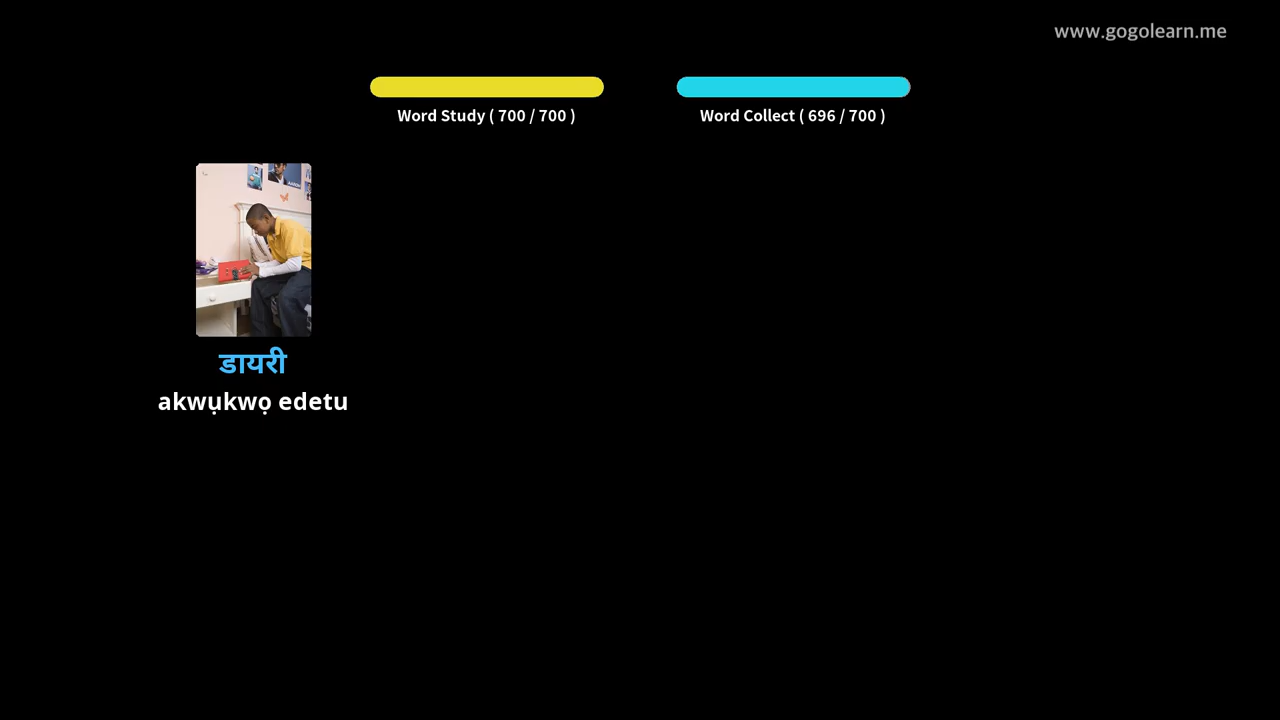 www.gogolearn.me
Word Study ( 700 / 700 )
Word Collect ( 696 / 700 )
डायरी
akwụkwọ edetu